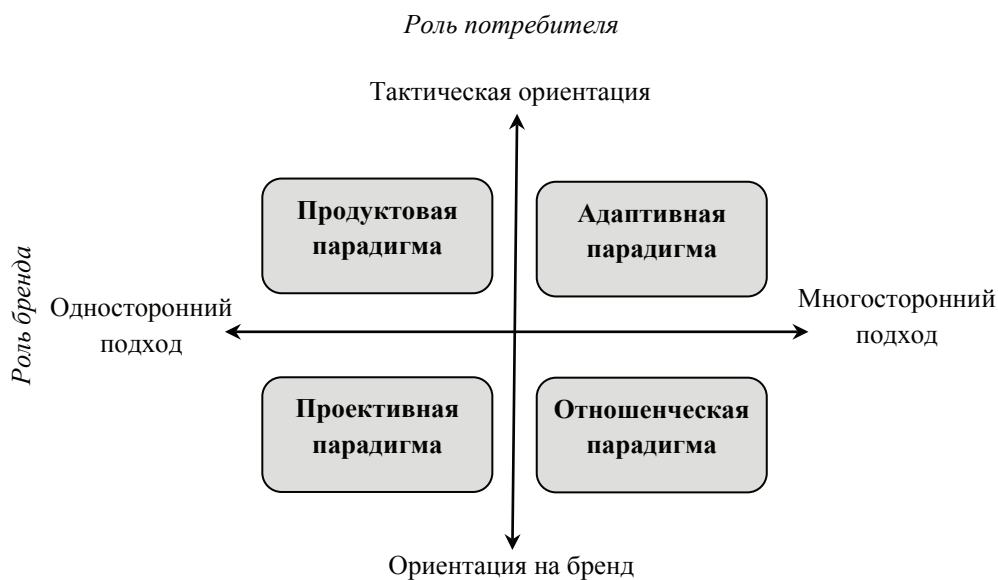 Роль потребителя
Тактическая ориентация
Продуктовая
парадигма
Адаптивная
парадигма
Роль бренда
Односторонний
подход
Многосторонний
подход
Проективная
парадигма
Отношенческая
парадигма
Ориентация на бренд